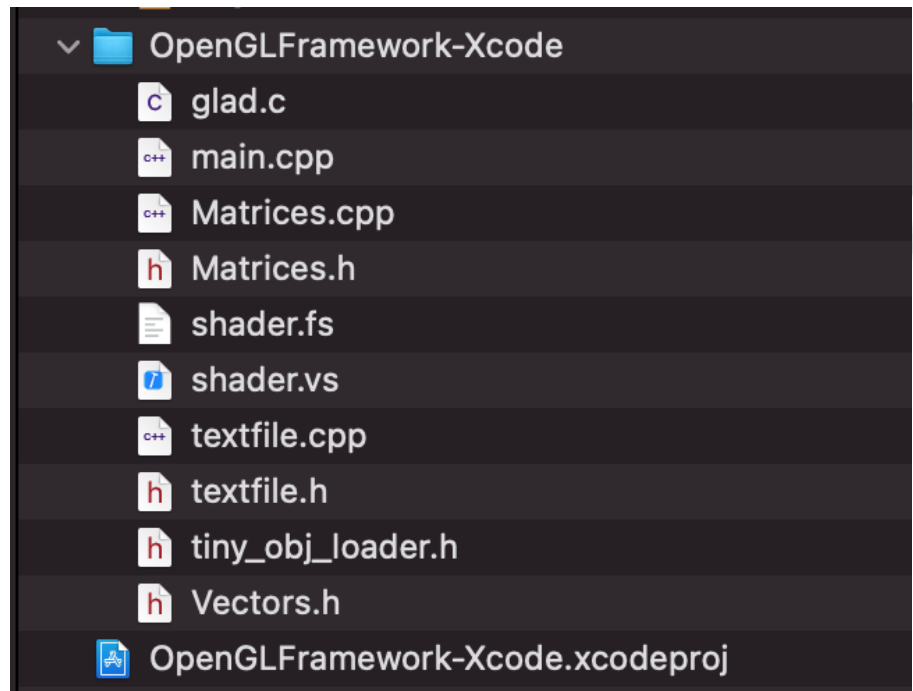 OpenGLFramework-Xcode
C glad.c
C++ main.cpp
C++ Matrices.cpp
h Matrices.h
shader.fs
shader.vs
C++ textfile.cpp
h textfile.h
h tiny_obj_loader.h
h Vectors.h
OpenGLFramework-Xcode.xcodeproj